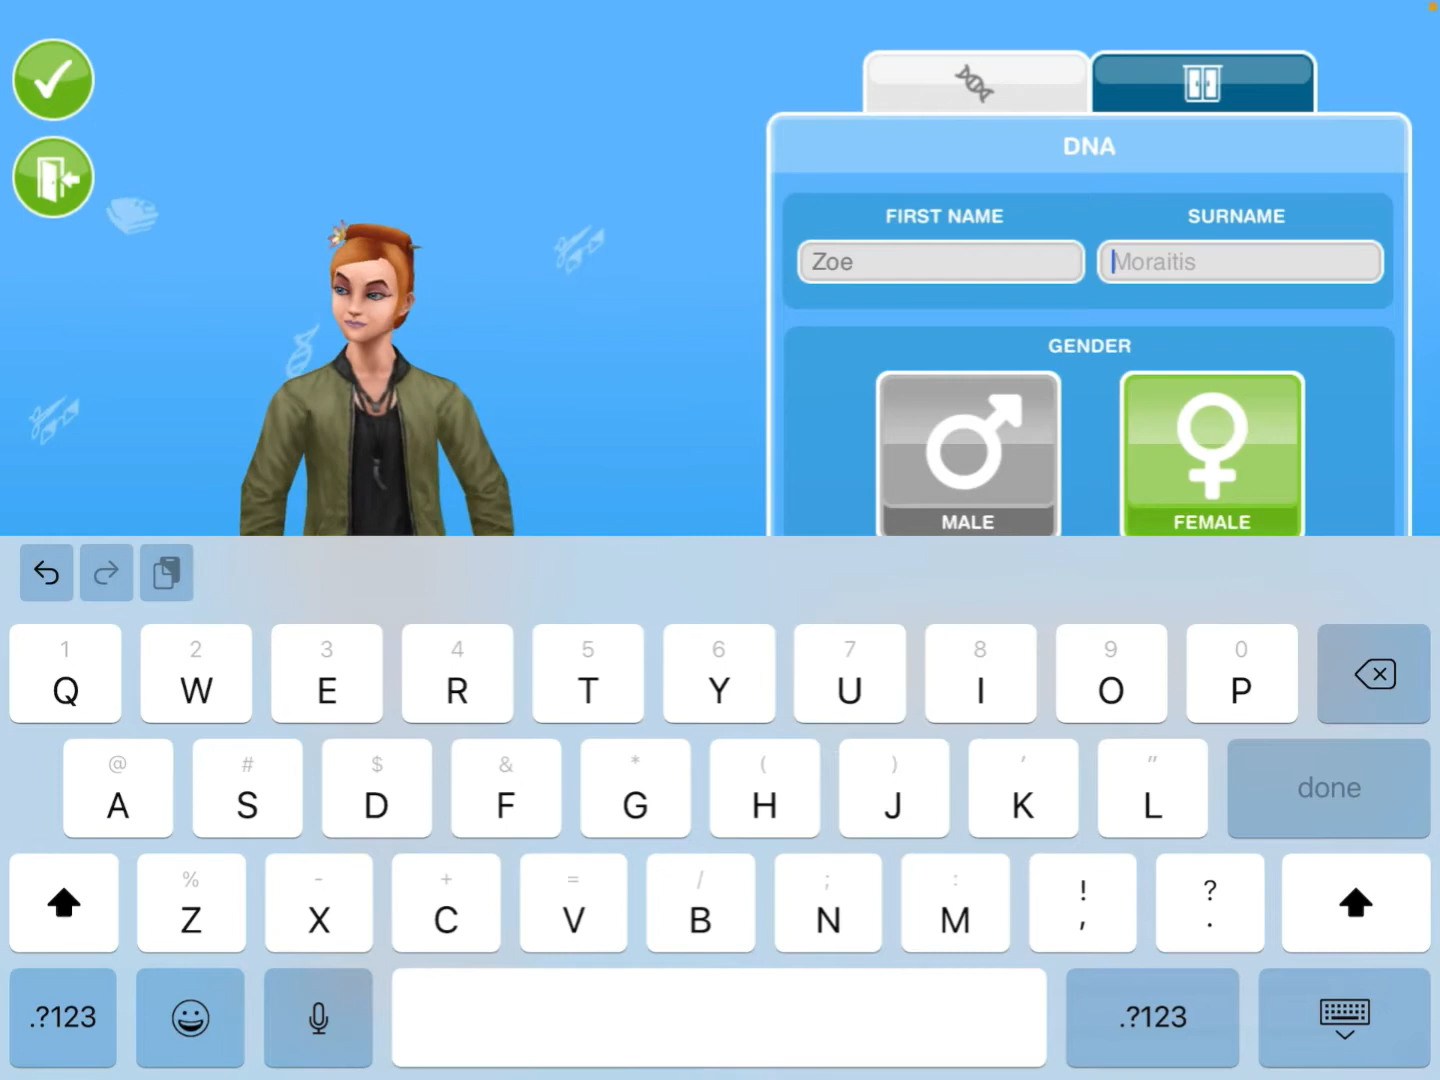 DNA
FIRST NAME SURNAME
Zoe Moraitis
GENDER
MALE FEMALE
1 2 3 4 5 6 7 8 9 0
Q W E R T Y U I O P
@ # $ & * ( ) ' "
A S D F G H J K L done
% - + = / ; : ! ?
Z X C V B N M , .
.?123 .?123